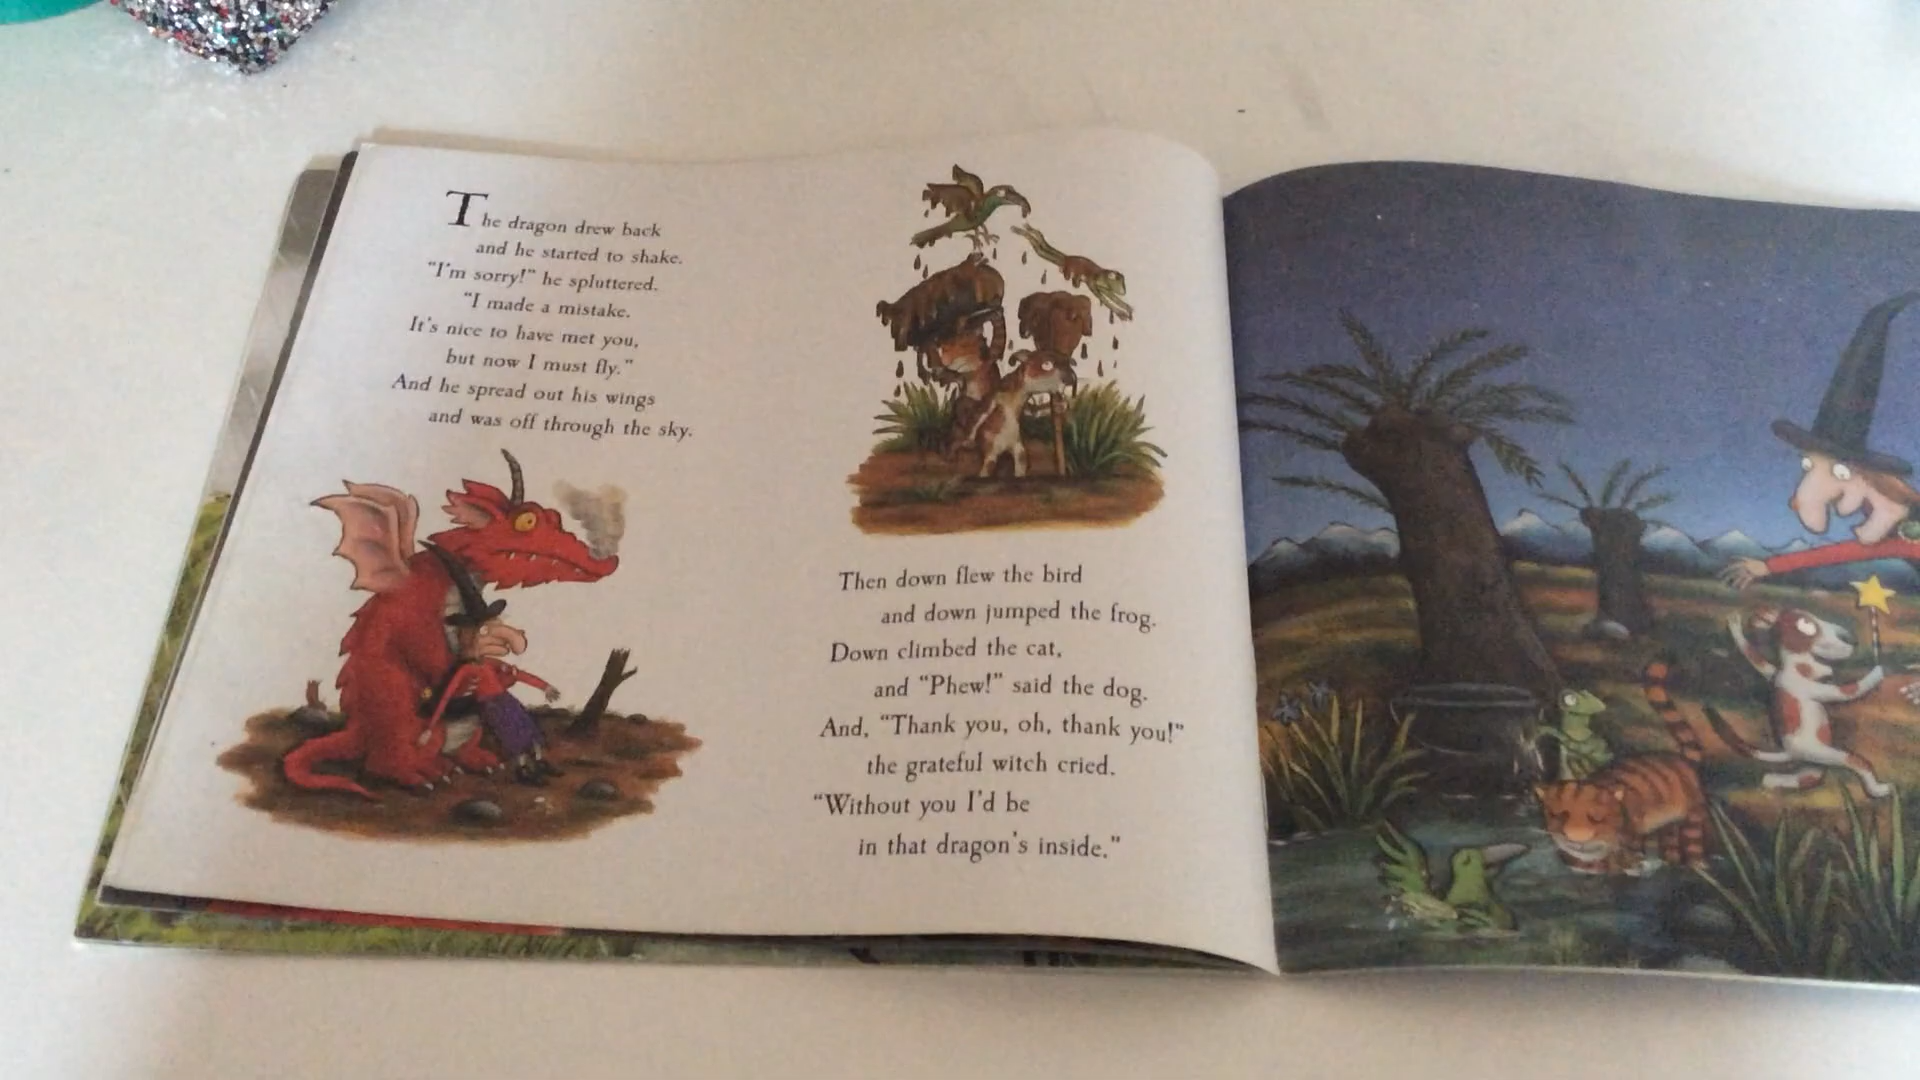 The dragon drew back
and he started to shake.
"I'm sorry!" he spluttered.
"I made a mistake.
It's nice to have met you,
but now I must fly."
And he spread out his wings
and was off through the sky.
Then down flew the bird
and down jumped the frog.
Down climbed the cat,
and "Phew!" said the dog.
And, "Thank you, oh, thank you!"
the grateful witch cried.
"Without you I'd be
in that dragon's inside."